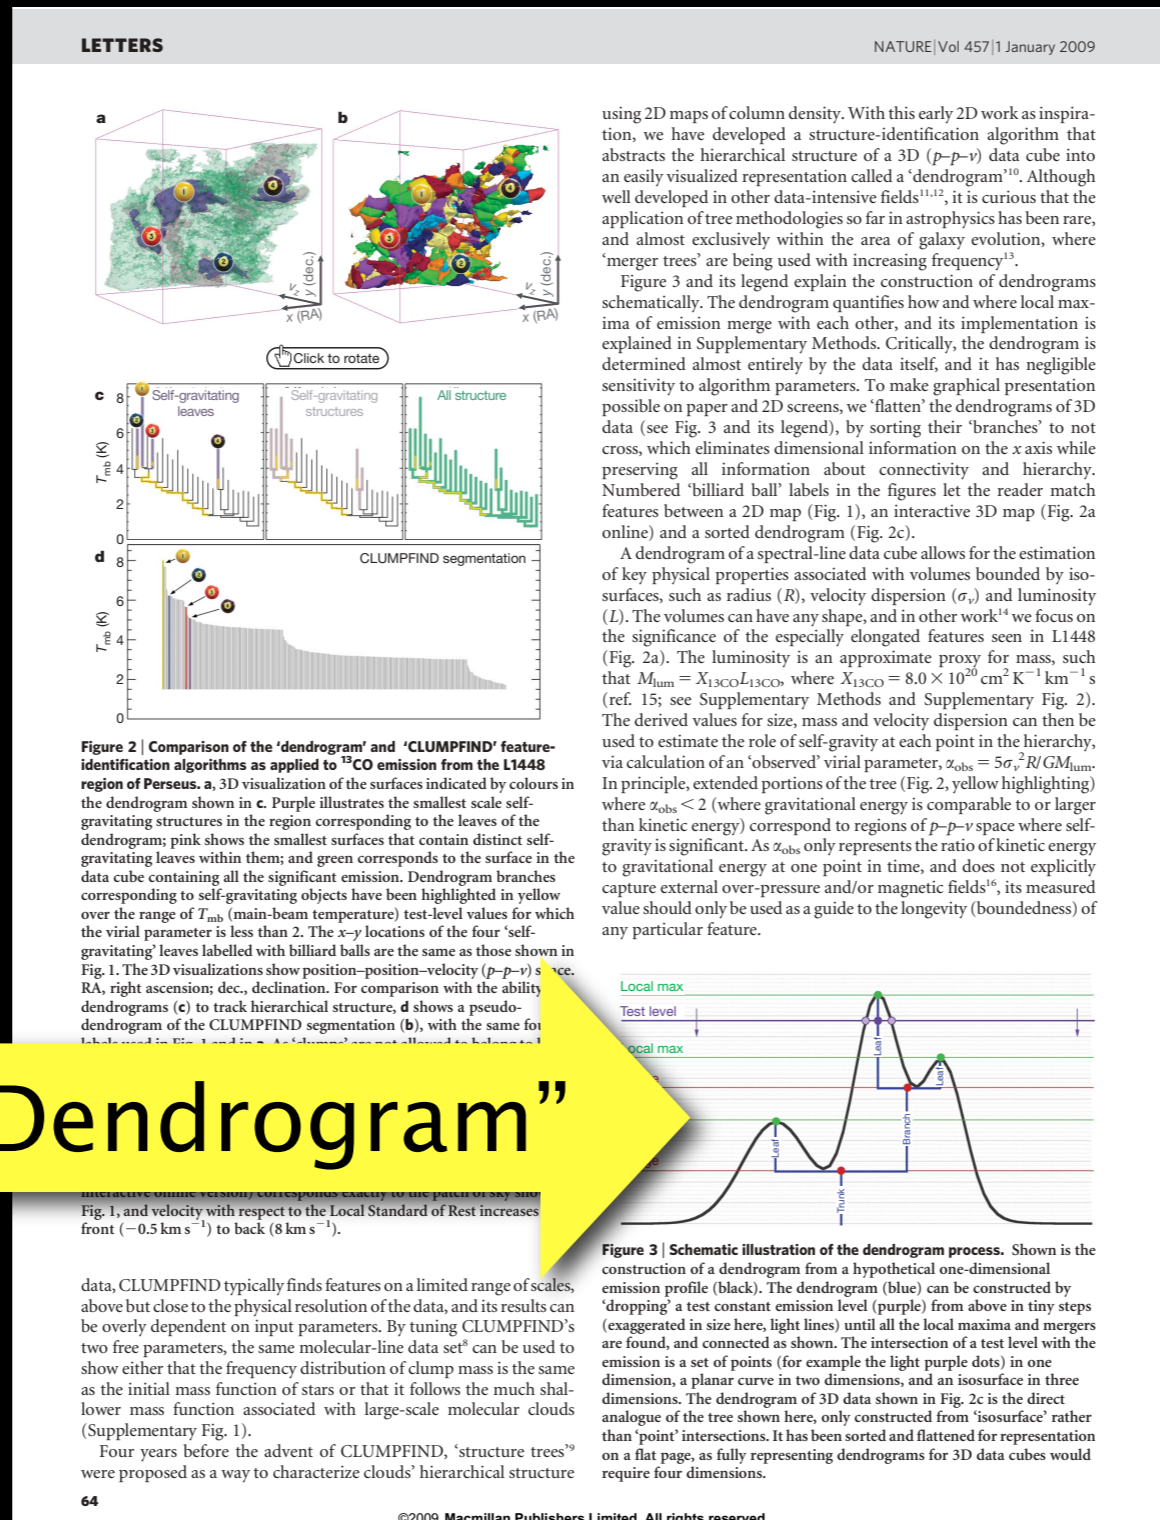 LETTERS
NATURE|Vol 457|1 January 2009
a
b
y (dec.)
vz
x (RA)
y (dec.)
vz
x (RA)
Click to rotate
c
8
6
4
2
0
Tmb (K)
Self-gravitating
leaves
Self-gravitating
structures
All structure
d
8
6
4
2
0
Tmb (K)
CLUMPFIND segmentation
Figure 2 | Comparison of the ‘dendrogram’ and ‘CLUMPFIND’ feature-
identification algorithms as applied to ¹³CO emission from the L1448
region of Perseus. a, 3D visualization of the surfaces indicated by colours in
the dendrogram shown in c. Purple illustrates the smallest scale self-
gravitating structures in the region corresponding to the leaves of the
dendrogram; pink shows the smallest surfaces that contain distinct self-
gravitating leaves within them; and green corresponds to the surface in the
data cube containing all the significant emission. Dendrogram branches
corresponding to self-gravitating objects have been highlighted in yellow
over the range of Tmb (main-beam temperature) test-level values for which
the virial parameter is less than 2. The x–y locations of the four ‘self-
gravitating’ leaves labelled with billiard balls are the same as those shown in
Fig. 1. The 3D visualizations show position–position–velocity (p–p–v) space.
RA, right ascension; dec., declination. For comparison with the ability
dendrograms (c) to track hierarchical structure, d shows a pseudo-
dendrogram of the CLUMPFIND segmentation (b), with the same
Dendrogram”
interactive online version) corresponds exactly to the patch of sky
Fig. 1, and velocity with respect to the Local Standard of Rest increases
front (−0.5 km s⁻¹) to back (8 km s⁻¹).
data, CLUMPFIND typically finds features on a limited range of scales,
above but close to the physical resolution of the data, and its results can
be overly dependent on input parameters. By tuning CLUMPFIND’s
two free parameters, the same molecular-line data set⁸ can be used to
show either that the frequency distribution of clump mass is the same
as the initial mass function of stars or that it follows the much shal-
lower mass function associated with large-scale molecular clouds
(Supplementary Fig. 1).
Four years before the advent of CLUMPFIND, ‘structure trees’⁹
were proposed as a way to characterize clouds’ hierarchical structure
using 2D maps of column density. With this early 2D work as inspira-
tion, we have developed a structure-identification algorithm that
abstracts the hierarchical structure of a 3D (p–p–v) data cube into
an easily visualized representation called a ‘dendrogram’¹⁰. Although
well developed in other data-intensive fields¹¹,¹², it is curious that the
application of tree methodologies so far in astrophysics has been rare,
and almost exclusively within the area of galaxy evolution, where
‘merger trees’ are being used with increasing frequency¹³.
Figure 3 and its legend explain the construction of dendrograms
schematically. The dendrogram quantifies how and where local max-
ima of emission merge with each other, and its implementation is
explained in Supplementary Methods. Critically, the dendrogram is
determined almost entirely by the data itself, and it has negligible
sensitivity to algorithm parameters. To make graphical presentation
possible on paper and 2D screens, we ‘flatten’ the dendrograms of 3D
data (see Fig. 3 and its legend), by sorting their ‘branches’ to not
cross, which eliminates dimensional information on the x axis while
preserving all information about connectivity and hierarchy.
Numbered ‘billiard ball’ labels in the figures let the reader match
features between a 2D map (Fig. 1), an interactive 3D map (Fig. 2a
online) and a sorted dendrogram (Fig. 2c).
A dendrogram of a spectral-line data cube allows for the estimation
of key physical properties associated with volumes bounded by iso-
surfaces, such as radius (R), velocity dispersion (σv) and luminosity
(L). The volumes can have any shape, and in other work¹⁴ we focus on
the significance of the especially elongated features seen in L1448
(Fig. 2a). The luminosity is an approximate proxy for mass, such
that Mlum = X13COL13CO, where X13CO = 8.0 × 10²⁰ cm² K⁻¹ km⁻¹ s
(ref. 15; see Supplementary Methods and Supplementary Fig. 2).
The derived values for size, mass and velocity dispersion can then be
used to estimate the role of self-gravity at each point in the hierarchy,
via calculation of an ‘observed’ virial parameter, αobs = 5σv²R/GMlum.
In principle, extended portions of the tree (Fig. 2, yellow highlighting)
where αobs < 2 (where gravitational energy is comparable to or larger
than kinetic energy) correspond to regions of p–p–v space where self-
gravity is significant. As αobs only represents the ratio of kinetic energy
to gravitational energy at one point in time, and does not explicitly
capture external over-pressure and/or magnetic fields¹⁶, its measured
value should only be used as a guide to the longevity (boundedness) of
any particular feature.
Local max
Test level
Local max
Leaf
Leaf
Leaf
Branch
Trunk
Figure 3 | Schematic illustration of the dendrogram process. Shown is the
construction of a dendrogram from a hypothetical one-dimensional
emission profile (black). The dendrogram (blue) can be constructed by
‘dropping’ a test constant emission level (purple) from above in tiny steps
(exaggerated in size here, light lines) until all the local maxima and mergers
are found, and connected as shown. The intersection of a test level with the
emission is a set of points (for example the light purple dots) in one
dimension, a planar curve in two dimensions, and an isosurface in three
dimensions. The dendrogram of 3D data shown in Fig. 2c is the direct
analogue of the tree shown here, only constructed from ‘isosurface’ rather
than ‘point’ intersections. It has been sorted and flattened for representation
on a flat page, as fully representing dendrograms for 3D data cubes would
require four dimensions.
64
©2009 Macmillan Publishers Limited. All rights reserved